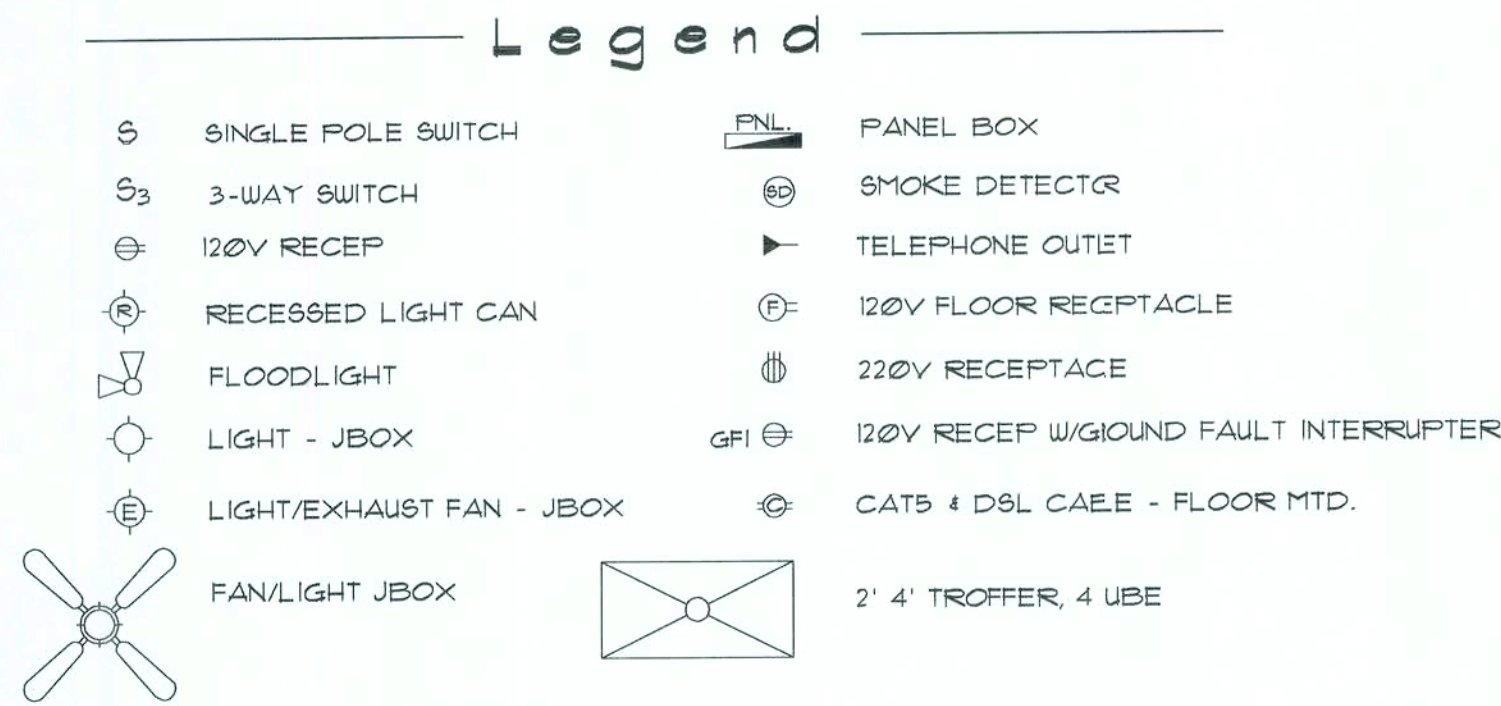 Legend
S SINGLE POLE SWITCH
S3 3-WAY SWITCH
120V RECEP
R RECESSED LIGHT CAN
FLOODLIGHT
LIGHT - JBOX
E LIGHT/EXHAUST FAN - JBOX
FAN/LIGHT JBOX
PNL. PANEL BOX
SD SMOKE DETECTR
TELEPHONE OUTLET
F 120V FLOOR RECEPTACLE
220V RECEPTACE
GFI 120V RECEP W/GIOUND FAULT INTERRUPTER
C CAT5 & DSL CAEE - FLOOR MTD.
2' 4' TROFFER, 4 UBE